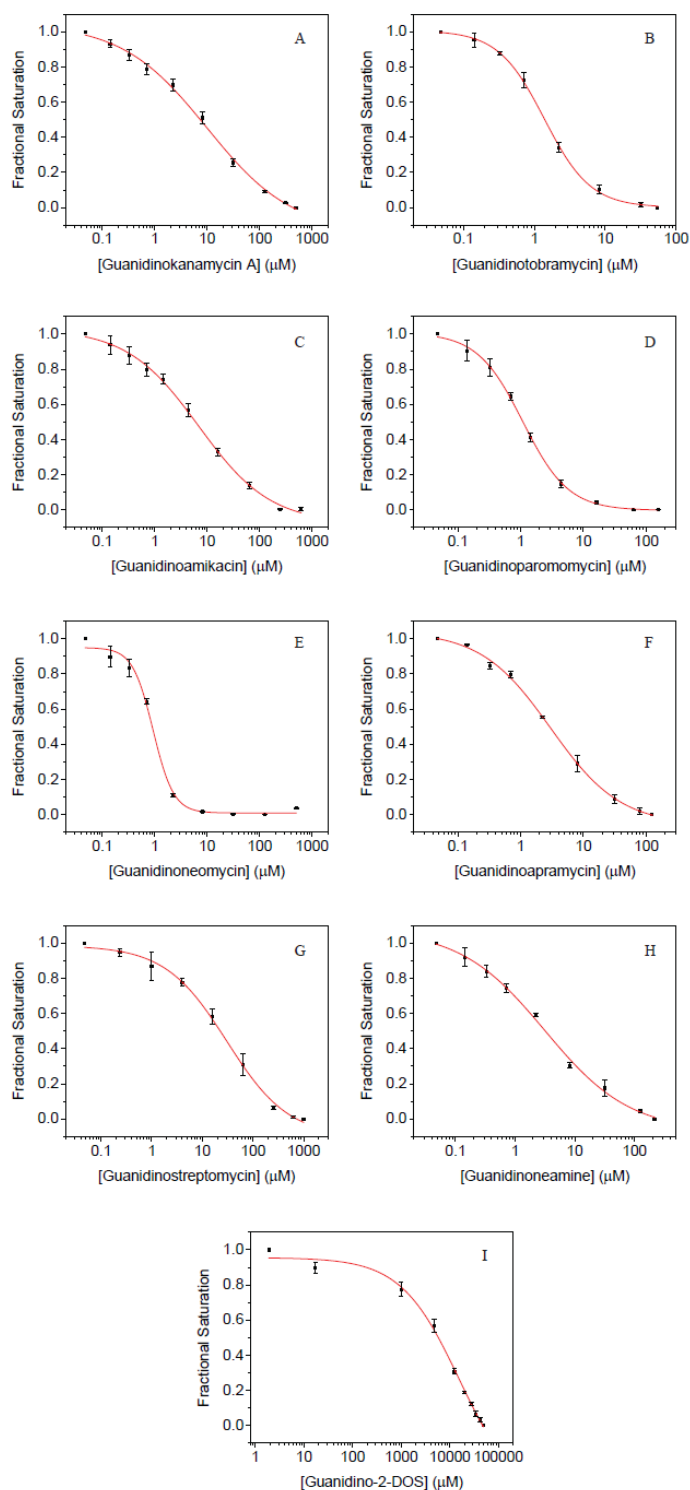 A
Fractional Saturation
1.0
0.8
0.6
0.4
0.2
0.0
0.1 1 10 100 1000
[Guanidinokanamycin A] (μM)
B
Fractional Saturation
1.0
0.8
0.6
0.4
0.2
0.0
0.1 1 10 100
[Guanidinotobramycin] (μM)
C
Fractional Saturation
1.0
0.8
0.6
0.4
0.2
0.0
0.1 1 10 100 1000
[Guanidinoamikacin] (μM)
D
Fractional Saturation
1.0
0.8
0.6
0.4
0.2
0.0
0.1 1 10 100
[Guanidinoparomomycin] (μM)
E
Fractional Saturation
1.0
0.8
0.6
0.4
0.2
0.0
0.1 1 10 100 1000
[Guanidinoneomycin] (μM)
F
Fractional Saturation
1.0
0.8
0.6
0.4
0.2
0.0
0.1 1 10 100
[Guanidinoapramycin] (μM)
G
Fractional Saturation
1.0
0.8
0.6
0.4
0.2
0.0
0.1 1 10 100 1000
[Guanidinostreptomycin] (μM)
H
Fractional Saturation
1.0
0.8
0.6
0.4
0.2
0.0
0.1 1 10 100
[Guanidinoneamine] (μM)
I
Fractional Saturation
1.0
0.8
0.6
0.4
0.2
0.0
1 10 100 1000 10000 100000
[Guanidino-2-DOS] (μM)